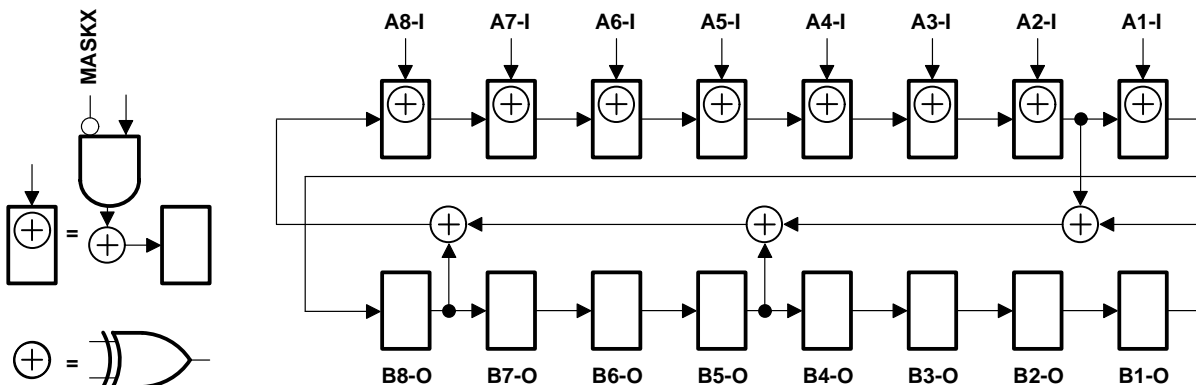 MASKX
A8-I A7-I A6-I A5-I A4-I A3-I A2-I A1-I
=
=
B8-O B7-O B6-O B5-O B4-O B3-O B2-O B1-O